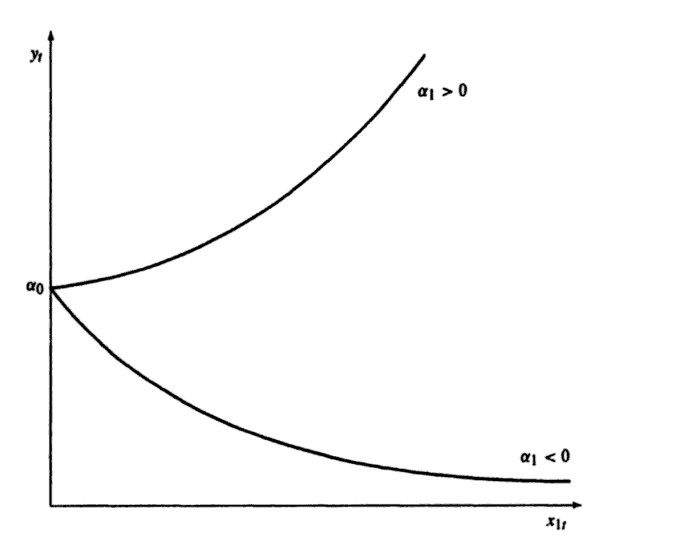 yₜ
α₁ > 0
α₀
α₁ < 0
x₁ₜ